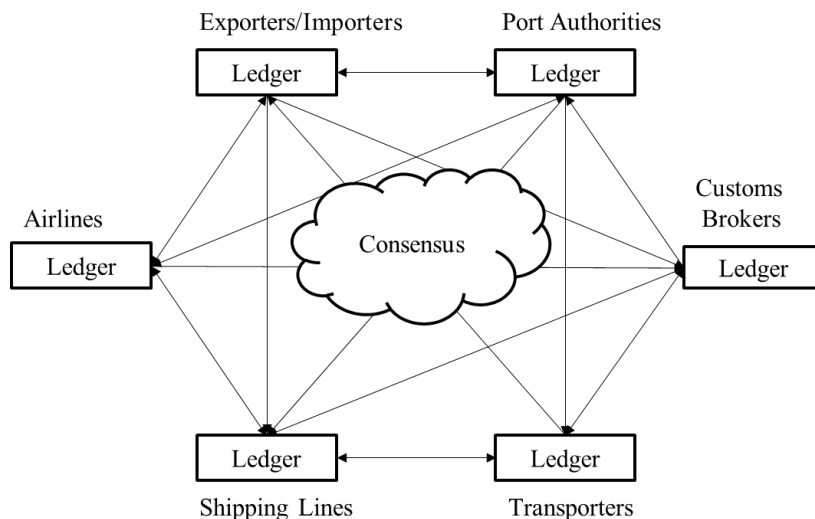 Exporters/Importers
Port Authorities
Ledger
Ledger
Airlines
Customs
Brokers
Consensus
Ledger
Ledger
Ledger
Ledger
Shipping Lines
Transporters